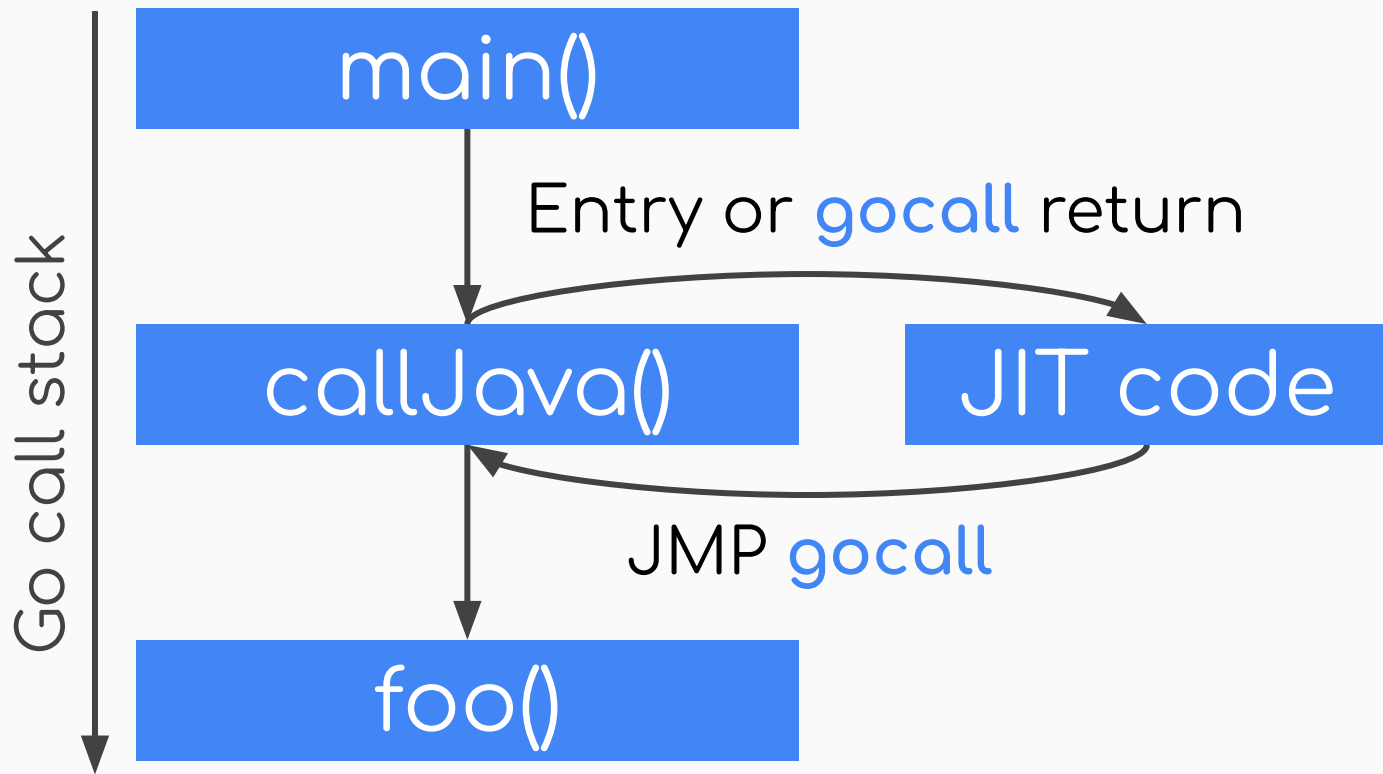 main()
Entry or gocall return
Go call stack
callJava()
JIT code
JMP gocall
foo()